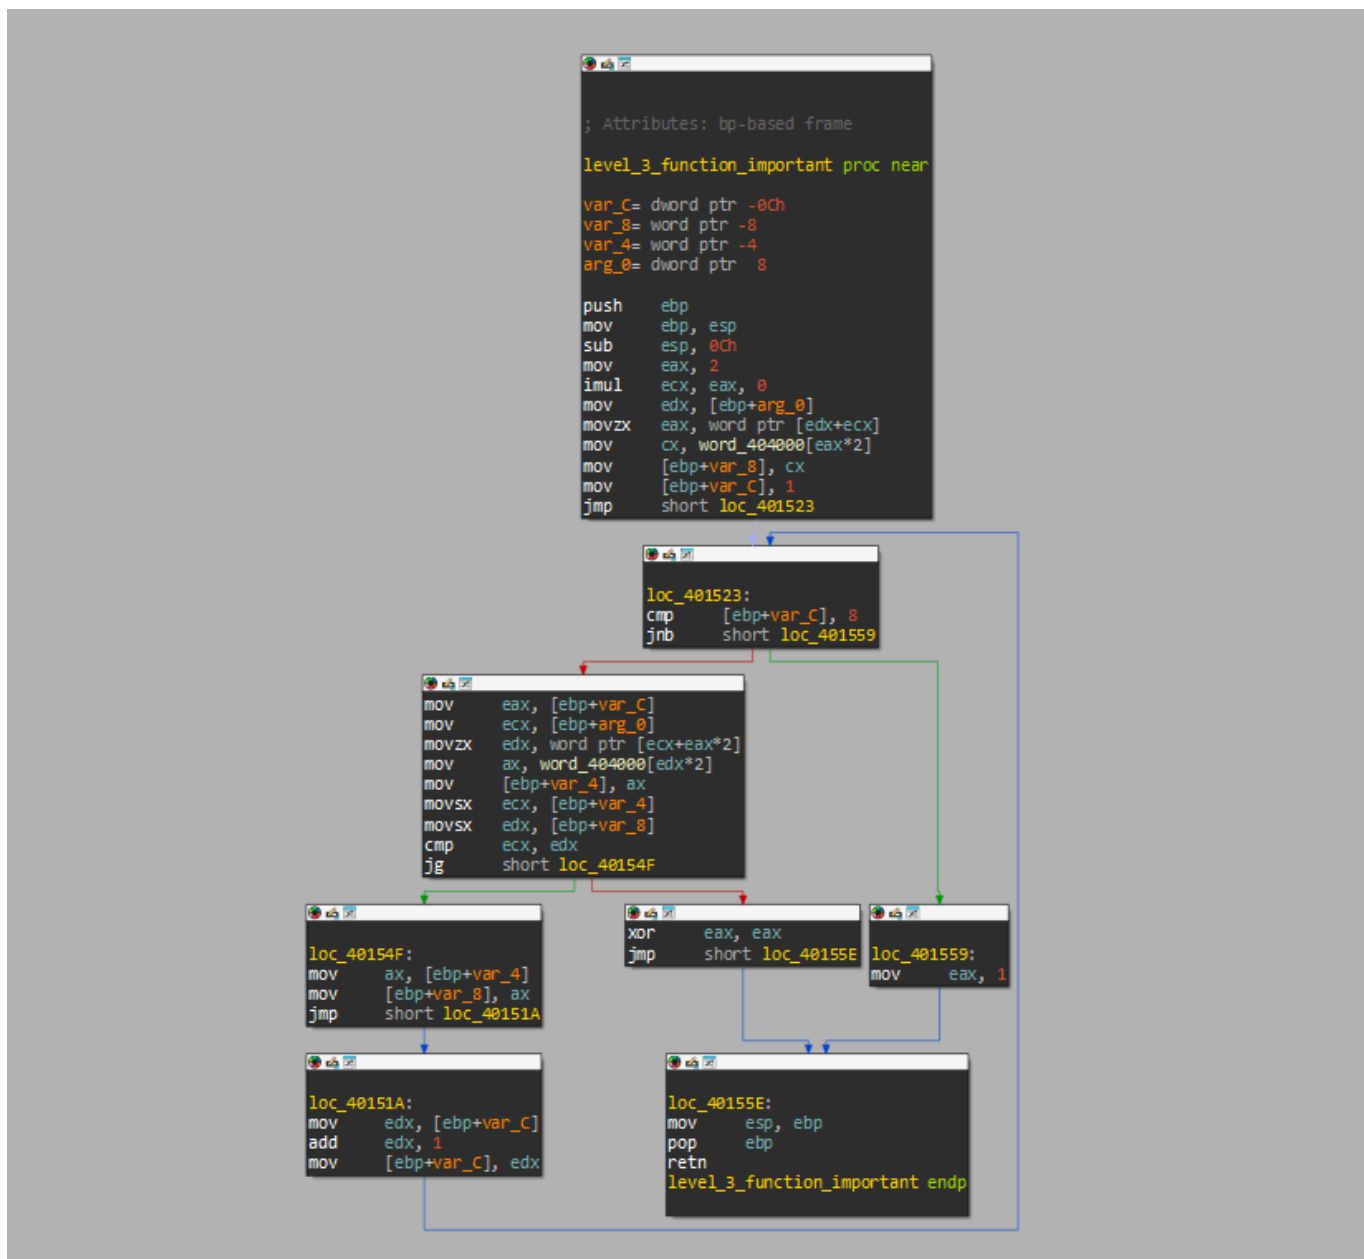 ; Attributes: bp-based frame
level_3_function_important proc near
var_C= dword ptr -0Ch
var_8= word ptr -8
var_4= word ptr -4
arg_0= dword ptr  8
push    ebp
mov     ebp, esp
sub     esp, 0Ch
mov     eax, 2
imul    ecx, eax, 0
mov     edx, [ebp+arg_0]
movzx   eax, word ptr [edx+ecx]
mov     cx, word_404000[eax*2]
mov     [ebp+var_8], cx
mov     [ebp+var_C], 1
jmp     short loc_401523
loc_401523:
cmp     [ebp+var_C], 8
jnb     short loc_401559
mov     eax, [ebp+var_C]
mov     ecx, [ebp+arg_0]
movzx   edx, word ptr [ecx+eax*2]
mov     ax, word_404000[edx*2]
mov     [ebp+var_4], ax
movsx   ecx, [ebp+var_4]
movsx   edx, [ebp+var_8]
cmp     ecx, edx
jg      short loc_40154F
loc_40154F:
mov     ax, [ebp+var_4]
mov     [ebp+var_8], ax
jmp     short loc_40151A
xor     eax, eax
jmp     short loc_40155E
loc_401559:
mov     eax, 1
loc_40151A:
mov     edx, [ebp+var_C]
add     edx, 1
mov     [ebp+var_C], edx
loc_40155E:
mov     esp, ebp
pop     ebp
retn
level_3_function_important endp